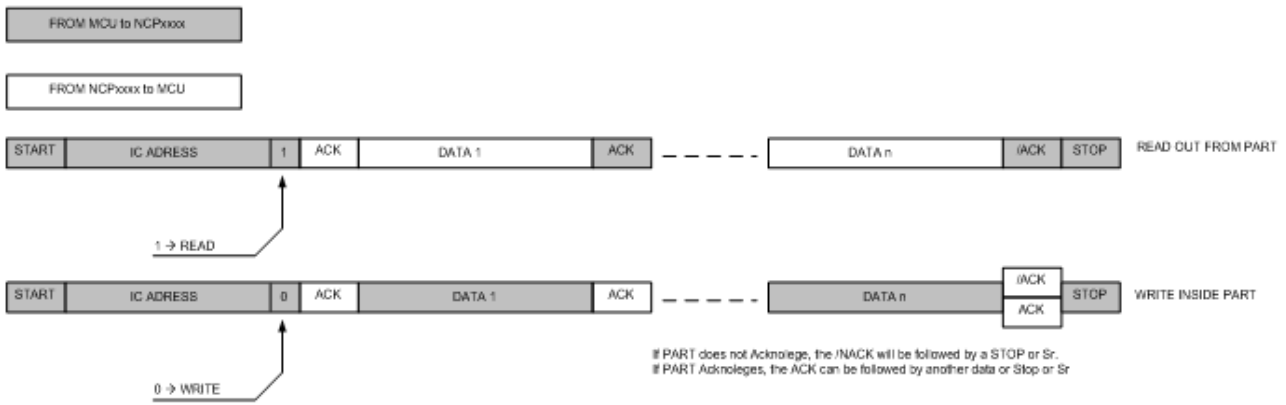 FROM MCU to NCPxxxx
FROM NCPxxxx to MCU
START IC ADRESS 1 ACK DATA 1 ACK DATA n /ACK STOP READ OUT FROM PART
1 → READ
START IC ADRESS 0 ACK DATA 1 ACK DATA n /ACK STOP WRITE INSIDE PART
ACK
If PART does not Acknolege, the /NACK will be followed by a STOP or Sr.
If PART Acknoleges, the ACK can be followed by another data or Stop or Sr
0 → WRITE